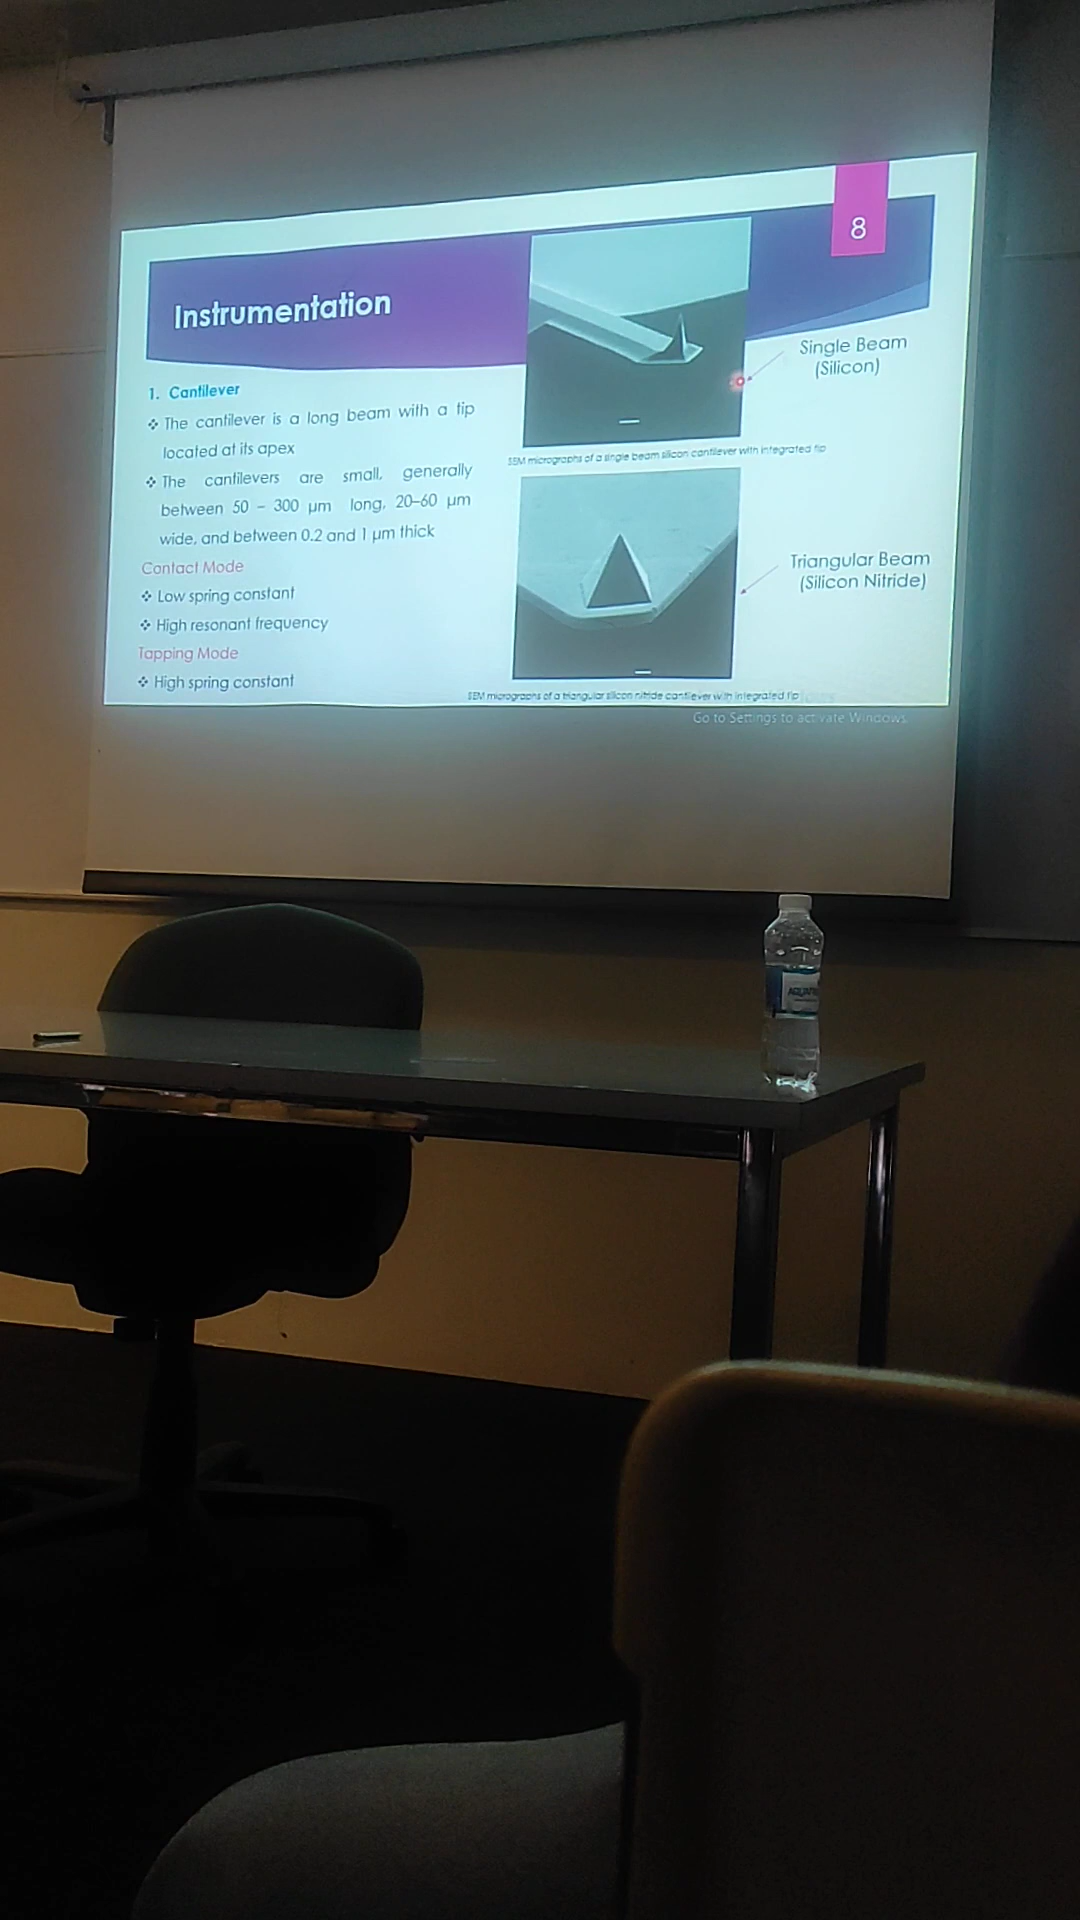 8
Instrumentation
Single Beam
(Silicon)
1. Cantilever
❖ The cantilever is a long beam with a tip
located at its apex
SEM micrographs of a single beam silicon cantilever with integrated tip
❖ The cantilevers are small, generally
between 50 – 300 µm long, 20–60 µm
wide, and between 0.2 and 1 µm thick
Triangular Beam
(Silicon Nitride)
Contact Mode
❖ Low spring constant
❖ High resonant frequency
Tapping Mode
❖ High spring constant
SEM micrographs of a triangular silicon nitride cantilever with integrated tip
Go to Settings to activate Windows.